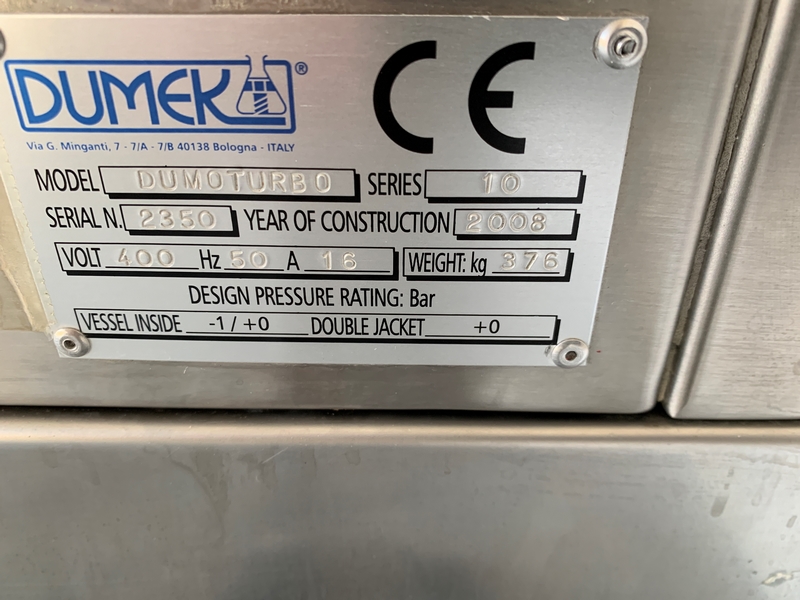 DUMEK®
CE
Via G. Minganti, 7 - 7/A - 7/B 40138 Bologna - ITALY
MODEL DUMOTURBO SERIES 10
SERIAL N. 2350 YEAR OF CONSTRUCTION 2008
VOLT 400 Hz 50 A 16 WEIGHT: kg 376
DESIGN PRESSURE RATING: Bar
VESSEL INSIDE -1 / +0 DOUBLE JACKET +0